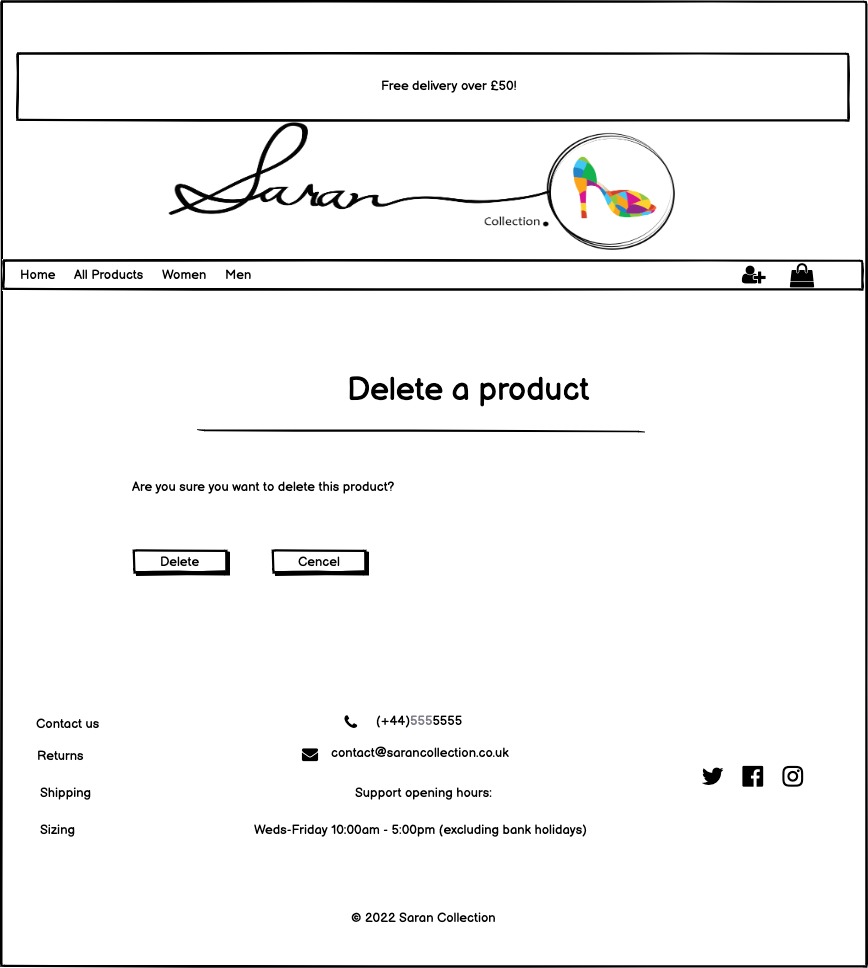 Free delivery over £50!
Saran
Collection
Home All Products Women Men
Delete a product
Are you sure you want to delete this product?
Delete Cencel
Contact us
(+44)5555555
Returns
contact@sarancollection.co.uk
Shipping
Support opening hours:
Sizing
Weds-Friday 10:00am - 5:00pm (excluding bank holidays)
© 2022 Saran Collection